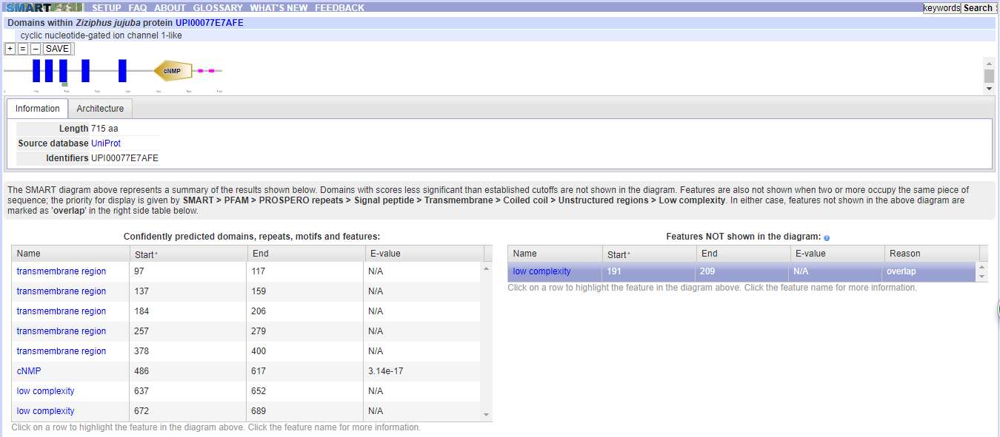 SMART SETUP FAQ ABOUT GLOSSARY WHAT'S NEW FEEDBACK keywords Search
Domains within Ziziphus jujuba protein UPI00077E7AFE
cyclic nucleotide-gated ion channel 1-like
+ = – SAVE
cNMP
Information Architecture
Length 715 aa
Source database UniProt
Identifiers UPI00077E7AFE
The SMART diagram above represents a summary of the results shown below. Domains with scores less significant than established cutoffs are not shown in the diagram. Features are also not shown when two or more occupy the same piece of
sequence; the priority for display is given by SMART > PFAM > PROSPERO repeats > Signal peptide > Transmembrane > Coiled coil > Unstructured regions > Low complexity. In either case, features not shown in the above diagram are
marked as 'overlap' in the right side table below.
Confidently predicted domains, repeats, motifs and features:
Name Start End E-value
transmembrane region 97 117 N/A
transmembrane region 137 159 N/A
transmembrane region 184 206 N/A
transmembrane region 257 279 N/A
transmembrane region 378 400 N/A
cNMP 486 617 3.14e-17
low complexity 637 652 N/A
low complexity 672 689 N/A
Click on a row to highlight the feature in the diagram above. Click the feature name for more information.
Features NOT shown in the diagram:
Name Start End E-value Reason
low complexity 191 209 N/A overlap
Click on a row to highlight the feature in the diagram above. Click the feature name for more information.